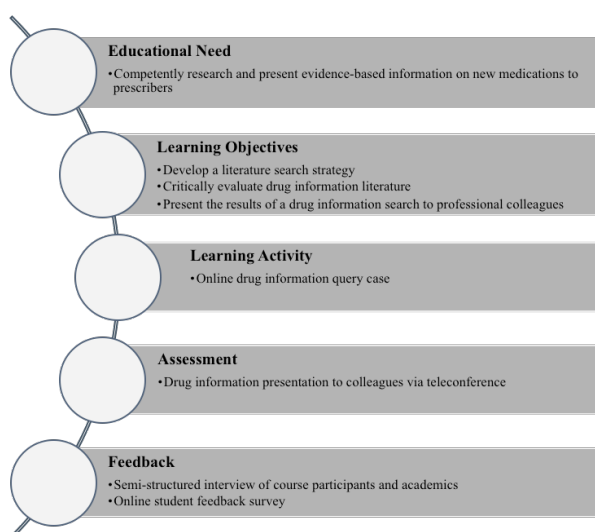 Educational Need
•Competently research and present evidence-based information on new medications to
prescribers
Learning Objectives
•Develop a literature search strategy
•Critically evaluate drug information literature
•Present the results of a drug information search to professional colleagues
Learning Activity
•Online drug information query case
Assessment
•Drug information presentation to colleagues via teleconference
Feedback
•Semi-structured interview of course participants and academics
•Online student feedback survey